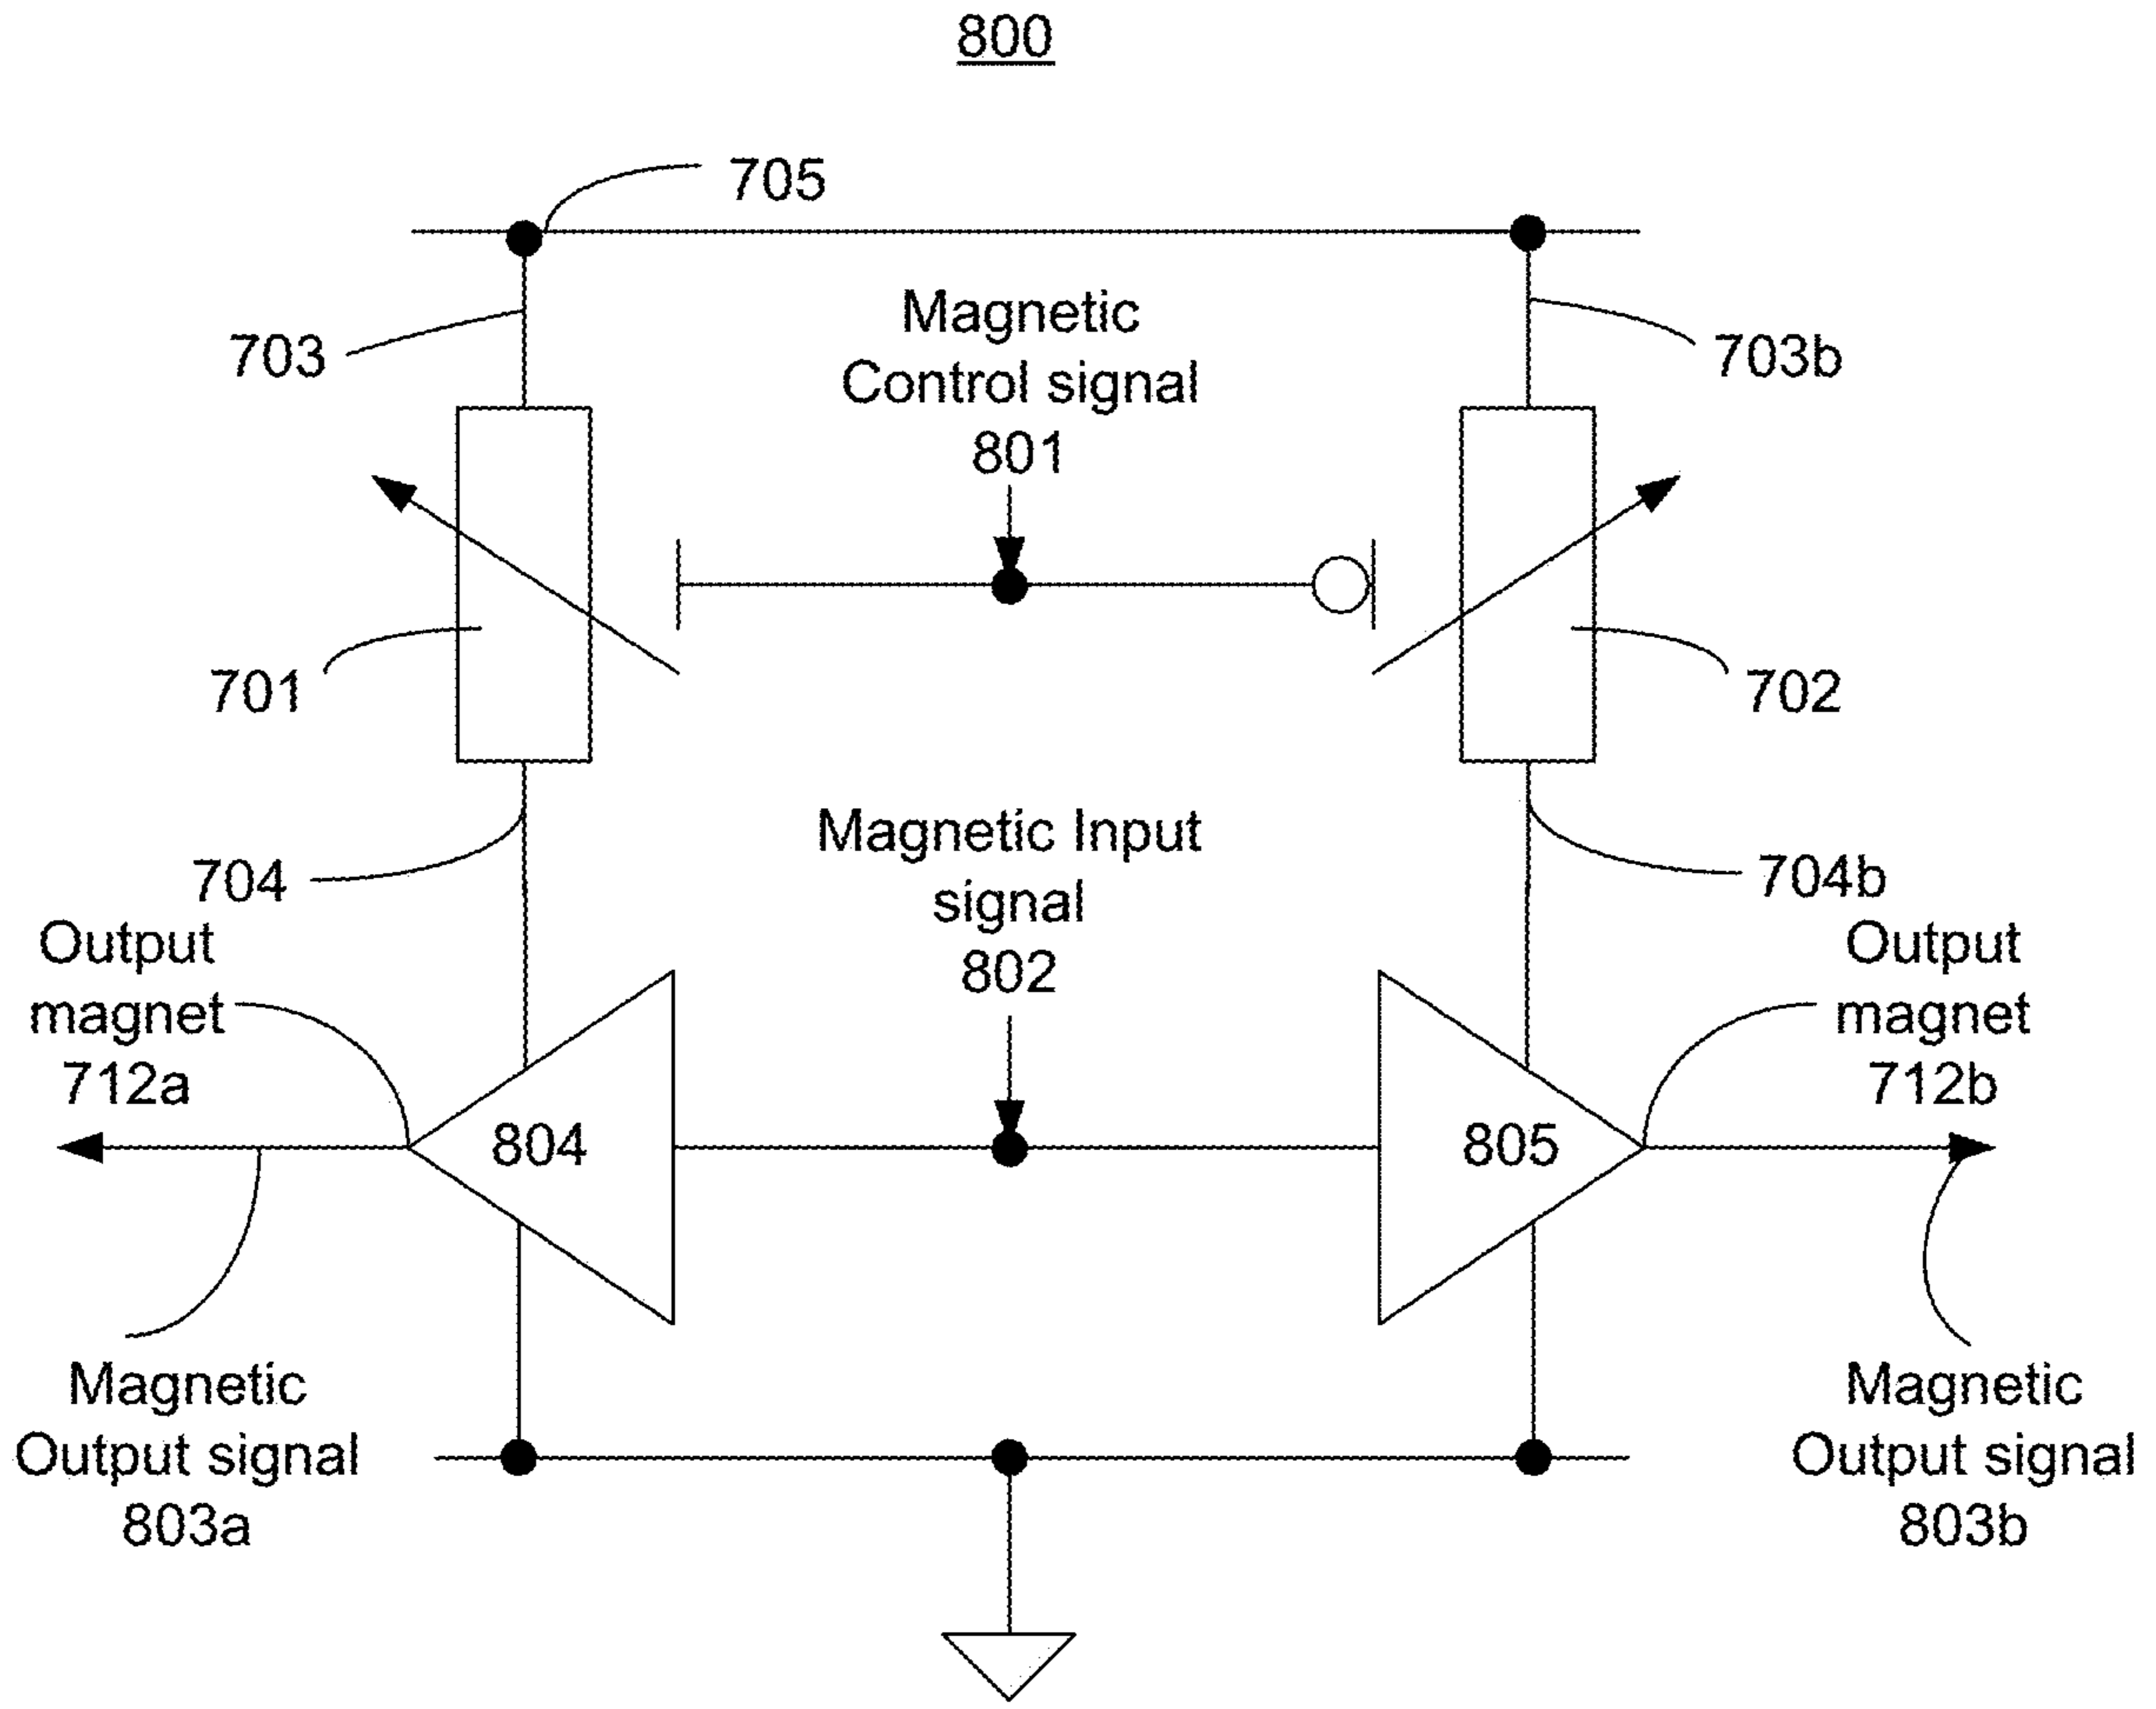 800
705
Magnetic
Control signal
801
703
703b
701
702
Magnetic Input
signal
802
704
704b
Output
magnet
712a
Output
magnet
712b
804
805
Magnetic
Output signal
803a
Magnetic
Output signal
803b